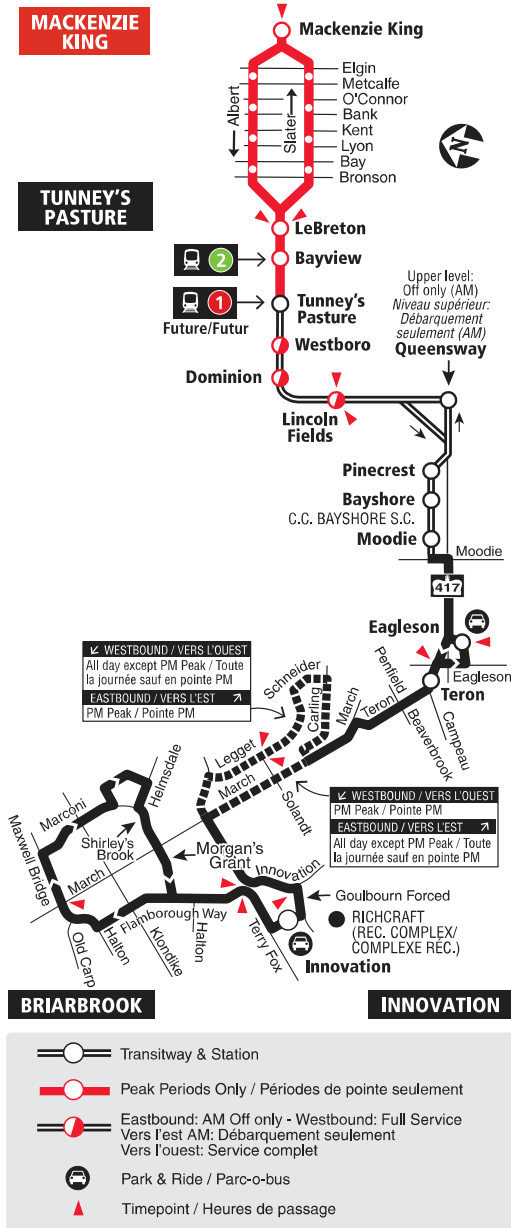 MACKENZIE
KING
Mackenzie King
Elgin
Metcalfe
O'Connor
Bank
Kent
Lyon
Bay
Bronson
Albert
Slater
N
TUNNEY'S
PASTURE
LeBreton
2
Bayview
1
Future/Futur
Tunney's
Pasture
Westboro
Dominion
Lincoln
Fields
Upper level:
Off only (AM)
Niveau supérieur:
Débarquement
seulement (AM)
Queensway
Pinecrest
Bayshore
C.C. BAYSHORE S.C.
Moodie
Moodie
417
Eagleson
Eagleson
Teron
↙ WESTBOUND / VERS L'OUEST
All day except PM Peak / Toute
la journée sauf en pointe PM
EASTBOUND / VERS L'EST ↗
PM Peak / Pointe PM
Schneider
Carling
March
Teron
Penfield
Beaverbrook
Campeau
Legget
March
Solandt
↙ WESTBOUND / VERS L'OUEST
PM Peak / Pointe PM
EASTBOUND / VERS L'EST ↗
All day except PM Peak / Toute
la journée sauf en pointe PM
Helmsdale
Marconi
Maxwell Bridge
Shirley's
Brook
March
Morgan's
Grant
Innovation
Goulbourn Forced
RICHCRAFT
(REC. COMPLEX/
COMPLEXE RÉC.)
Innovation
Flamborough Way
Old Carp
Halton
Klondike
Halton
Terry Fox
BRIARBROOK
INNOVATION
Transitway & Station
Peak Periods Only / Périodes de pointe seulement
Eastbound: AM Off only - Westbound: Full Service
Vers l'est AM: Débarquement seulement
Vers l'ouest: Service complet
Park & Ride / Parc-o-bus
Timepoint / Heures de passage